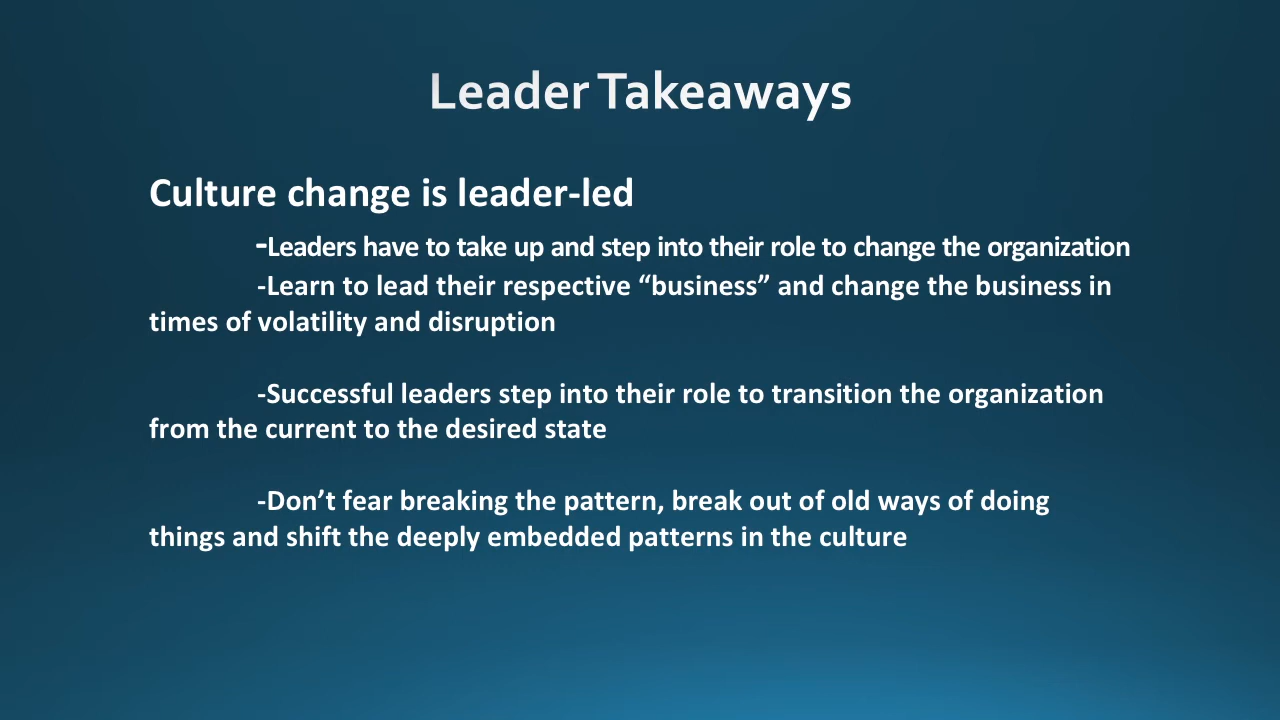 Leader Takeaways
Culture change is leader-led
-Leaders have to take up and step into their role to change the organization
-Learn to lead their respective “business” and change the business in
times of volatility and disruption
-Successful leaders step into their role to transition the organization
from the current to the desired state
-Don’t fear breaking the pattern, break out of old ways of doing
things and shift the deeply embedded patterns in the culture